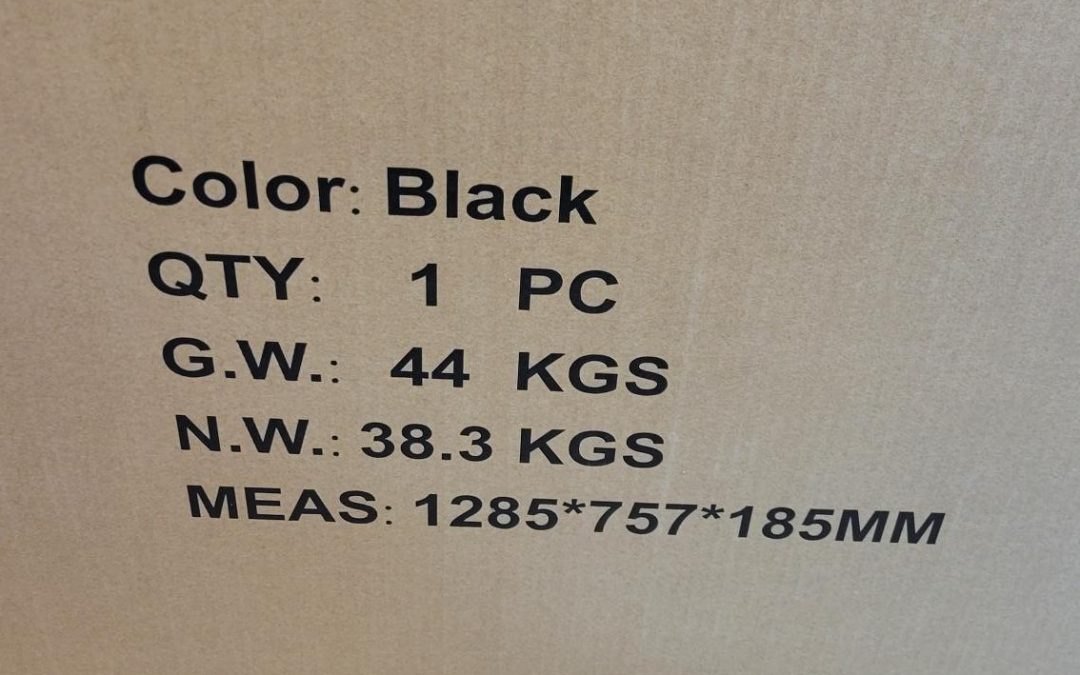 Color: Black
QTY: 1 PC
G.W.: 44 KGS
N.W.: 38.3 KGS
MEAS: 1285*757*185MM